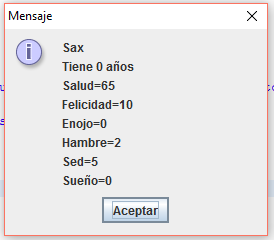 Mensaje
Sax
Tiene 0 años
Salud=65
Felicidad=10
Enojo=0
Hambre=2
Sed=5
Sueño=0
Aceptar